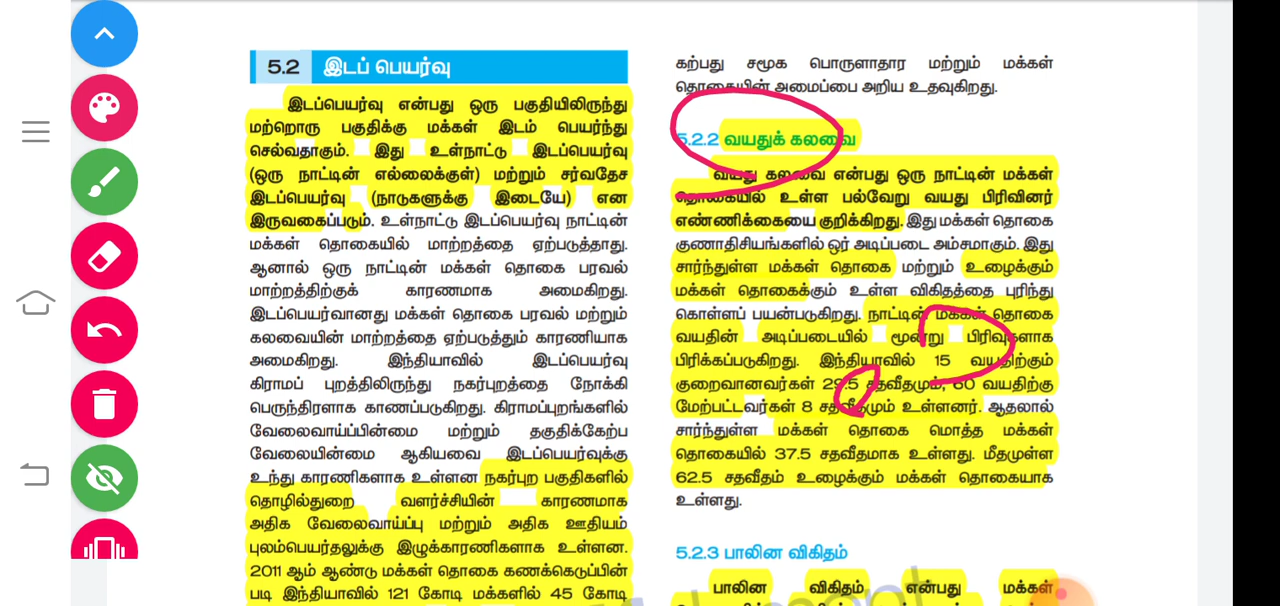 5.2 இடப் பெயர்வு
இடப்பெயர்வு என்பது ஒரு பகுதியிலிருந்து
மற்றொரு பகுதிக்கு மக்கள் இடம் பெயர்ந்து
செல்வதாகும். இது உள்நாட்டு இடப்பெயர்வு
(ஒரு நாட்டின் எல்லைக்குள்) மற்றும் சர்வதேச
இடப்பெயர்வு (நாடுகளுக்கு இடையே) என
இருவகைப்படும். உள்நாட்டு இடப்பெயர்வு நாட்டின்
மக்கள் தொகையில் மாற்றத்தை ஏற்படுத்தாது.
ஆனால் ஒரு நாட்டின் மக்கள் தொகை பரவல்
மாற்றத்திற்குக் காரணமாக அமைகிறது.
இடப்பெயர்வானது மக்கள் தொகை பரவல் மற்றும்
கலவையின் மாற்றத்தை ஏற்படுத்தும் காரணியாக
அமைகிறது. இந்தியாவில் இடப்பெயர்வு
கிராமப் புறத்திலிருந்து நகர்புறத்தை நோக்கி
பெருந்திரளாக காணப்படுகிறது. கிராமப்புறங்களில்
வேலைவாய்ப்பின்மை மற்றும் தகுதிக்கேற்ப
வேலையின்மை ஆகியவை இடப்பெயர்வுக்கு
உந்து காரணிகளாக உள்ளன நகர்புற பகுதிகளில்
தொழில்துறை வளர்ச்சியின் காரணமாக
அதிக வேலைவாய்ப்பு மற்றும் அதிக ஊதியம்
புலம்பெயர்தலுக்கு இழுக்காரணிகளாக உள்ளன.
2011 ஆம் ஆண்டு மக்கள் தொகை கணக்கெடுப்பின்
படி இந்தியாவில் 121 கோடி மக்களில் 45 கோடி
கற்பது சமூக பொருளாதார மற்றும் மக்கள்
தொகையின் அமைப்பை அறிய உதவுகிறது.
5.2.2 வயதுக் கலவை
வயது கலவை என்பது ஒரு நாட்டின் மக்கள்
தொகையில் உள்ள பல்வேறு வயது பிரிவினர்
எண்ணிக்கையை குறிக்கிறது. இது மக்கள் தொகை
குணாதிசியங்களில் ஓர் அடிப்படை அம்சமாகும். இது
சார்ந்துள்ள மக்கள் தொகை மற்றும் உழைக்கும்
மக்கள் தொகைக்கும் உள்ள விகிதத்தை புரிந்து
கொள்ளப் பயன்படுகிறது. நாட்டின் மக்கள் தொகை
வயதின் அடிப்படையில் மூன்று பிரிவுகளாக
பிரிக்கப்படுகிறது. இந்தியாவில் 15 வயதிற்கும்
குறைவானவர்கள் 29.5 சதவீதமும், 60 வயதிற்கு
மேற்பட்டவர்கள் 8 சதவீதமும் உள்ளனர். ஆதலால்
சார்ந்துள்ள மக்கள் தொகை மொத்த மக்கள்
தொகையில் 37.5 சதவீதமாக உள்ளது. மீதமுள்ள
62.5 சதவீதம் உழைக்கும் மக்கள் தொகையாக
உள்ளது.
5.2.3 பாலின விகிதம்
பாலின விகிதம் என்பது மக்கள்